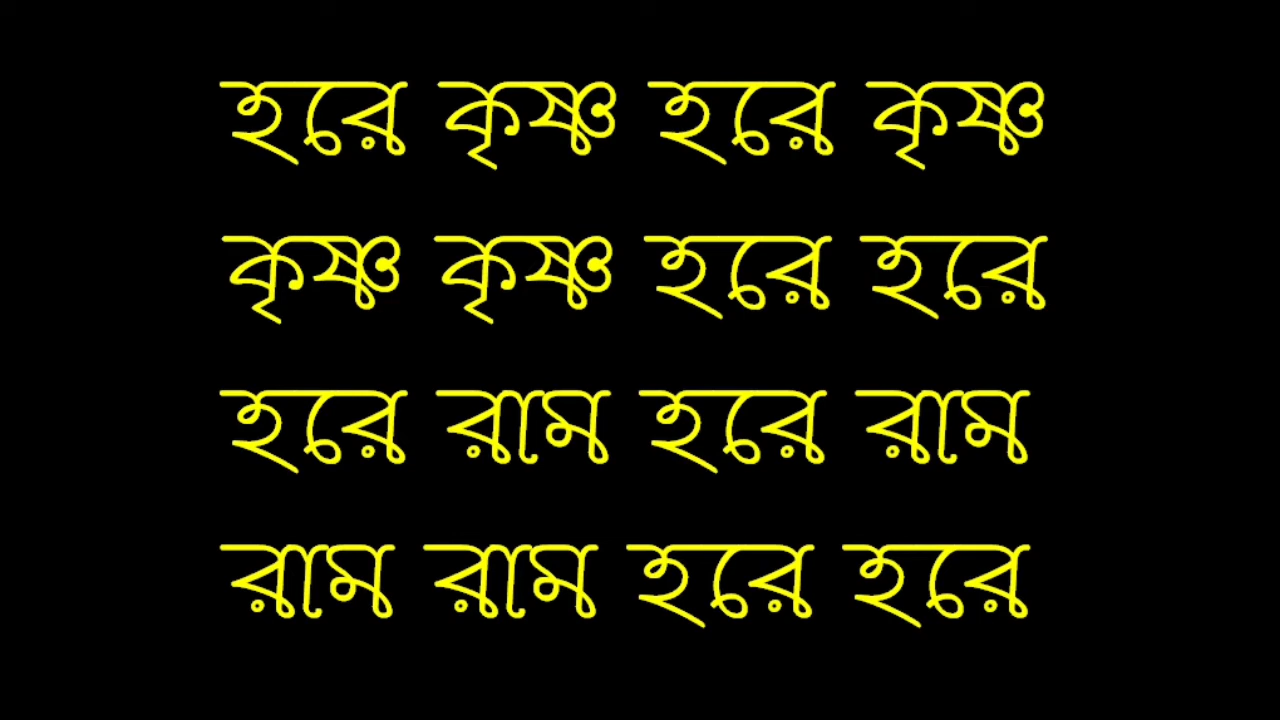 হরে কৃষ্ণ হরে কৃষ্ণ
কৃষ্ণ কৃষ্ণ হরে হরে
হরে রাম হরে রাম
রাম রাম হরে হরে